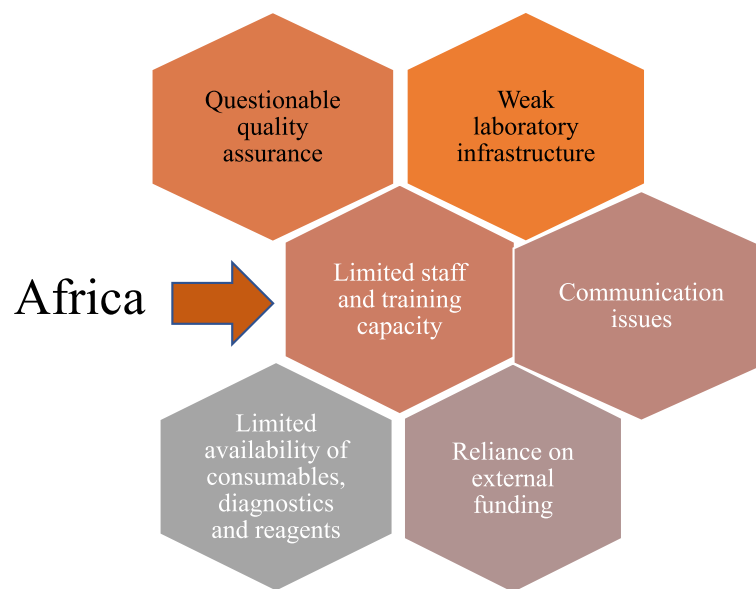 Questionable
quality
assurance
Weak
laboratory
infrastructure
Africa
Limited staff
and training
capacity
Communication
issues
Limited
availability of
consumables,
diagnostics
and reagents
Reliance on
external
funding